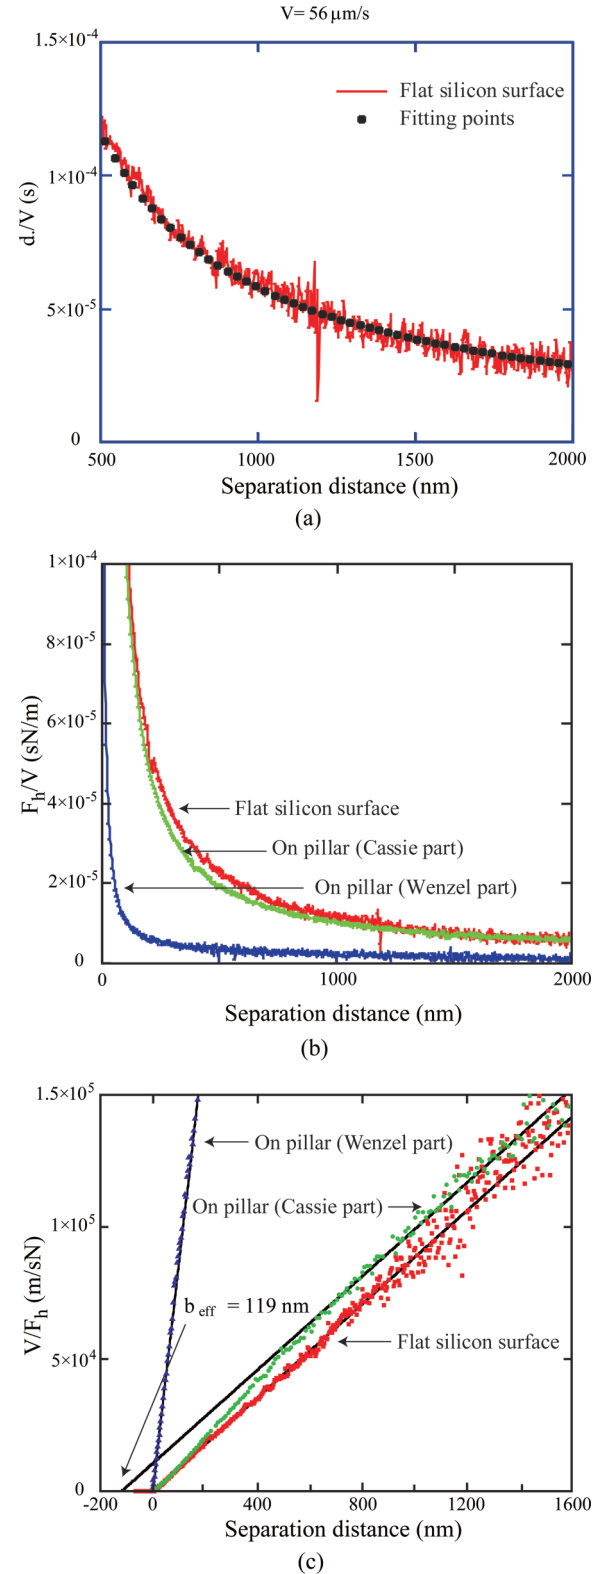 V= 56 μm/s
1.5×10⁻⁴
1×10⁻⁴
5×10⁻⁵
0
d./V (s)
Flat silicon surface
Fitting points
500
1000
1500
2000
Separation distance (nm)
(a)
1×10⁻⁴
8×10⁻⁵
6×10⁻⁵
4×10⁻⁵
2×10⁻⁵
0
F_h/V (sN/m)
Flat silicon surface
On pillar (Cassie part)
On pillar (Wenzel part)
0
1000
2000
Separation distance (nm)
(b)
1.5×10⁵
1×10⁵
5×10⁴
0
V/F_h (m/sN)
On pillar (Wenzel part)
On pillar (Cassie part)
b_eff = 119 nm
Flat silicon surface
-200
0
400
800
1200
1600
Separation distance (nm)
(c)